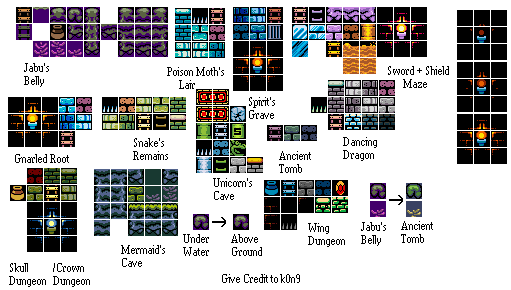 Jabu's
Belly
Poison Moth's
Lair
Spirit's
Grave
Sword + Shield
Maze
Gnarled Root
Snake's
Remains
Unicorn's
Cave
Ancient
Tomb
Dancing
Dragon
Skull
Dungeon
/Crown
Dungeon
Mermaid's
Cave
Under
Water
Above
Ground
Wing
Dungeon
Jabu's
Belly
Ancient
Tomb
Give Credit to k0n9